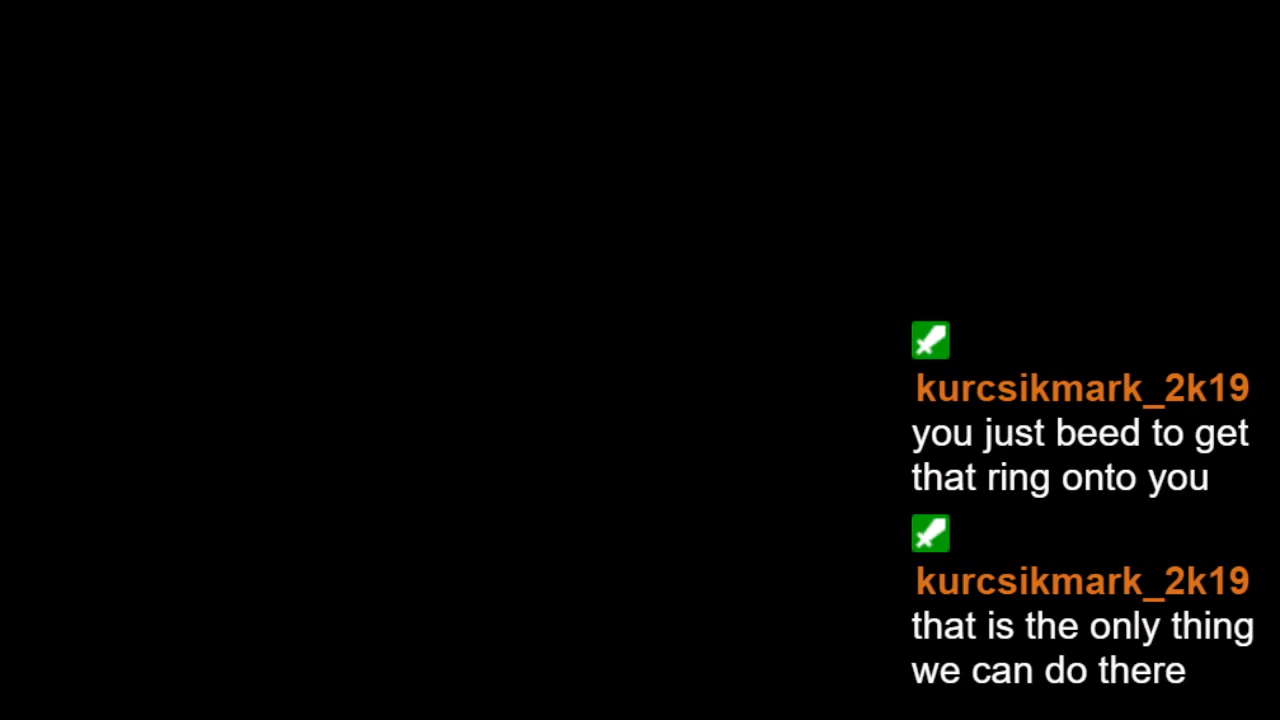 kurcsikmark_2k19
you just beed to get
that ring onto you
kurcsikmark_2k19
that is the only thing
we can do there